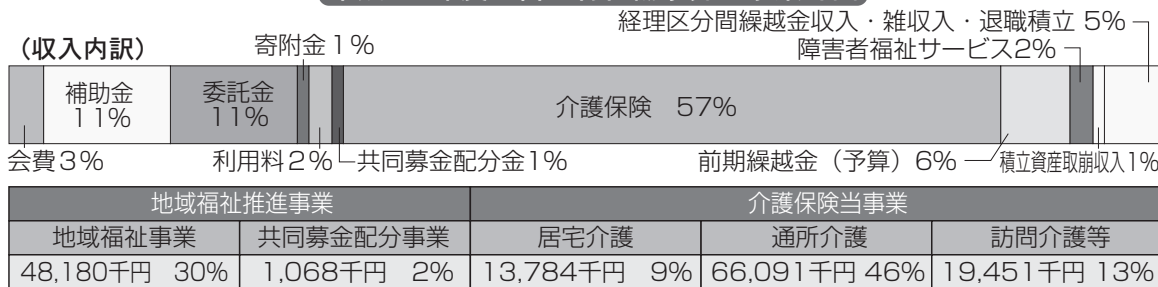 経理区分間繰越金収入・雑収入・退職積立 5%
(収入内訳)
寄附金1%
障害者福祉サービス2%
補助金
11%
委託金
11%
介護保険 57%
会費3%
利用料2%
共同募金配分金1%
前期繰越金(予算)6%
積立資産取崩収入1%
地域福祉推進事業 介護保険当事業
地域福祉事業 共同募金配分事業 居宅介護 通所介護 訪問介護等
48,180千円 30% 1,068千円 2% 13,784千円 9% 66,091千円 46% 19,451千円 13%